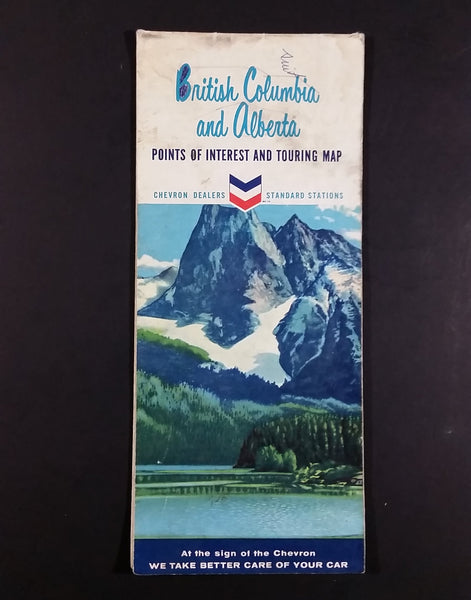 British Columbia
and Alberta
POINTS OF INTEREST AND TOURING MAP
CHEVRON DEALERS STANDARD STATIONS
At the sign of the Chevron
WE TAKE BETTER CARE OF YOUR CAR